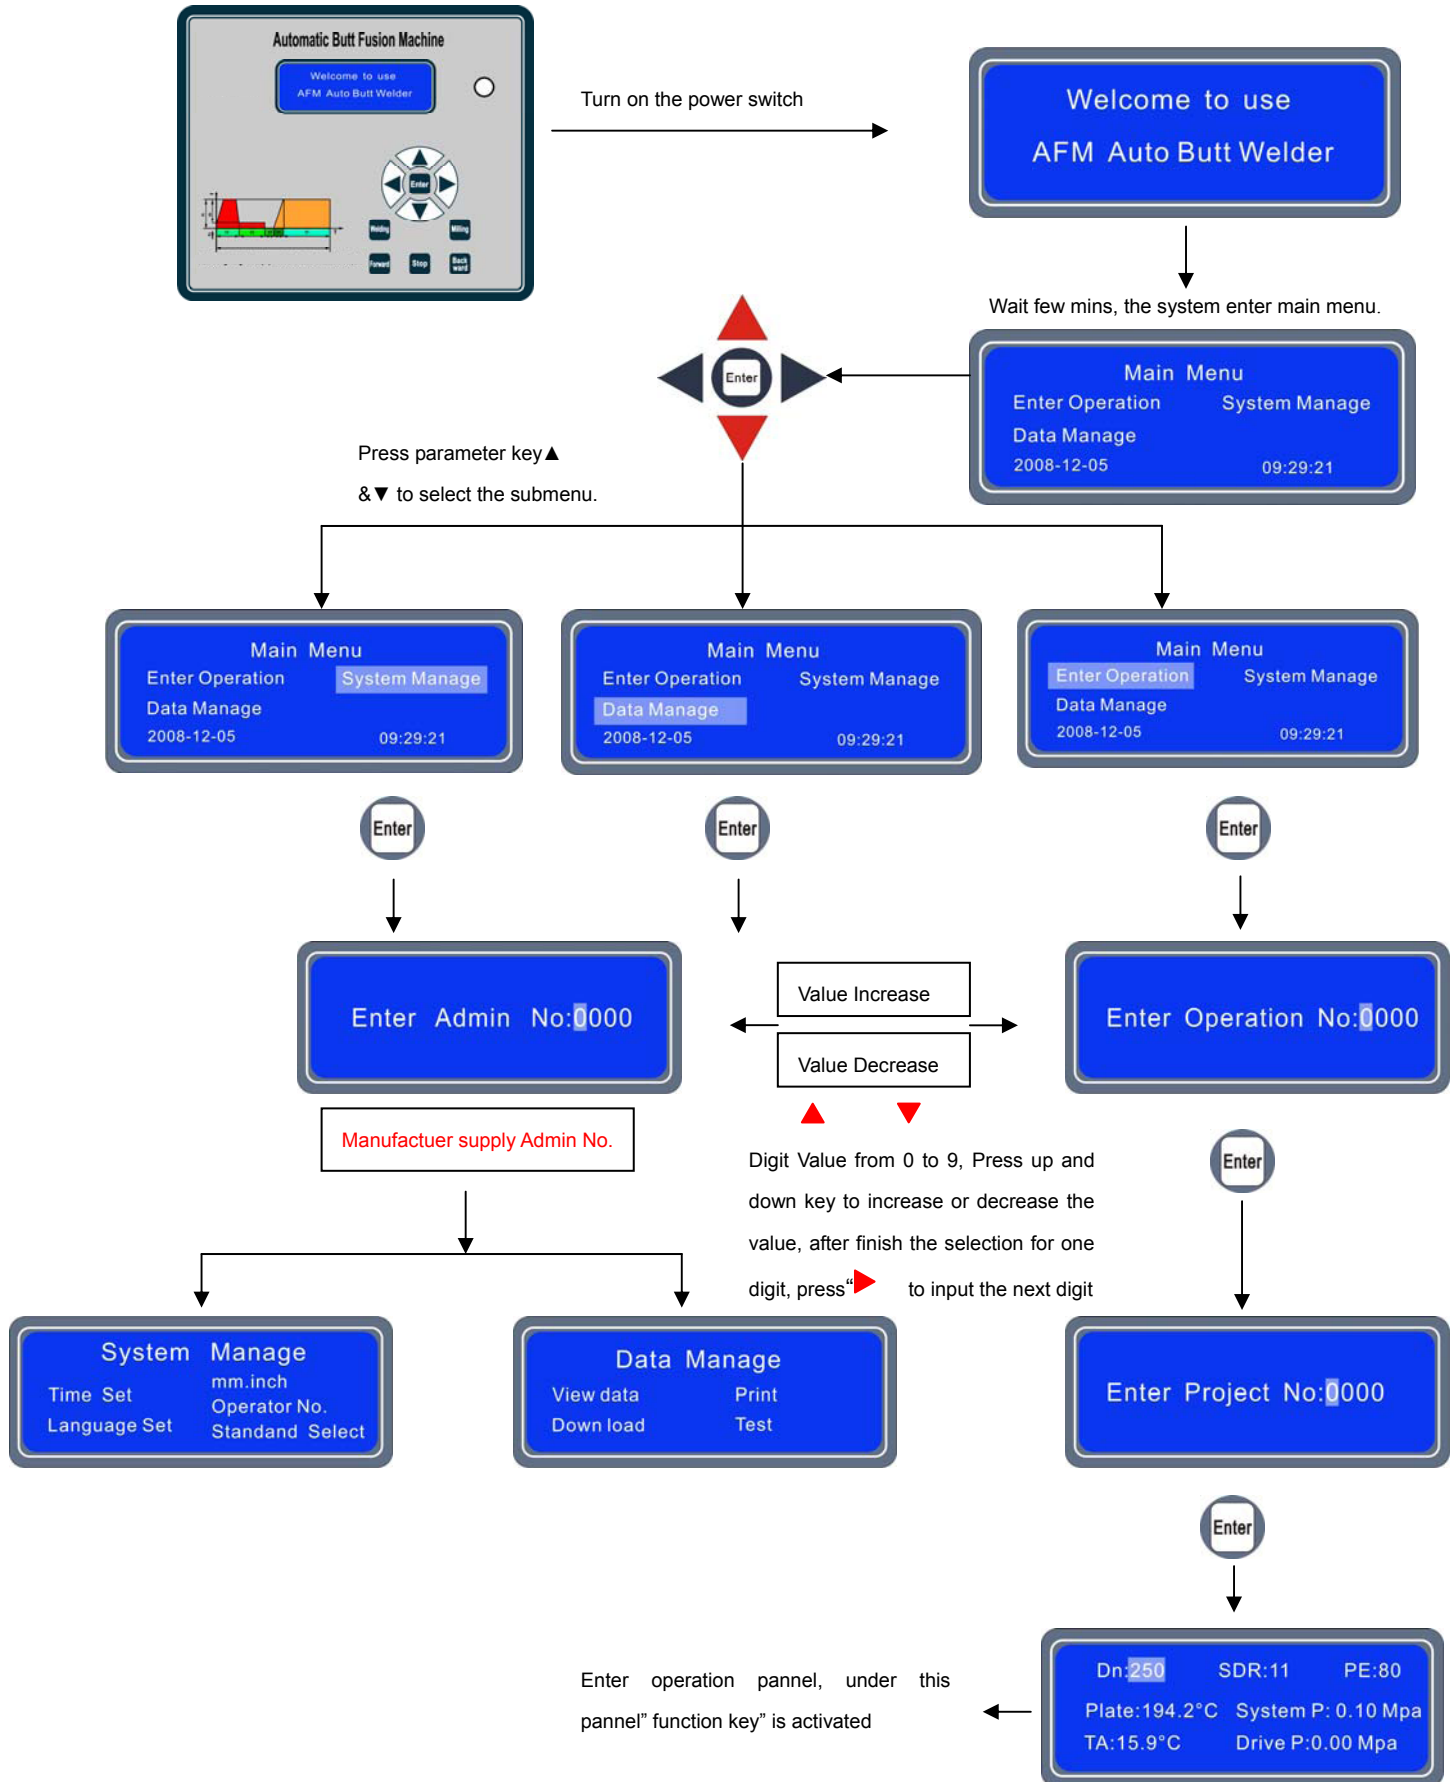 Automatic Butt Fusion Machine
Welcome to use
AFM Auto Butt Welder
Enter
Welding
Milling
Forward
Stop
Back
ward
Turn on the power switch
Welcome to use
AFM Auto Butt Welder
Wait few mins, the system enter main menu.
Enter
Main Menu
Enter Operation System Manage
Data Manage
2008-12-05 09:29:21
Press parameter key▲
&▼ to select the submenu.
Main Menu
Enter Operation System Manage
Data Manage
2008-12-05 09:29:21
Main Menu
Enter Operation System Manage
Data Manage
2008-12-05 09:29:21
Main Menu
Enter Operation System Manage
Data Manage
2008-12-05 09:29:21
Enter
Enter
Enter
Enter Admin No:0000
Value Increase
Value Decrease
Enter Operation No:0000
Manufactuer supply Admin No.
▲ ▼
Digit Value from 0 to 9, Press up and
down key to increase or decrease the
value, after finish the selection for one
digit, press“▶ to input the next digit
Enter
System Manage
Time Set mm.inch
Operator No.
Language Set Standand Select
Data Manage
View data Print
Down load Test
Enter Project No:0000
Enter
Enter operation pannel, under this
pannel” function key” is activated
Dn:250 SDR:11 PE:80
Plate:194.2°C System P: 0.10 Mpa
TA:15.9°C Drive P:0.00 Mpa